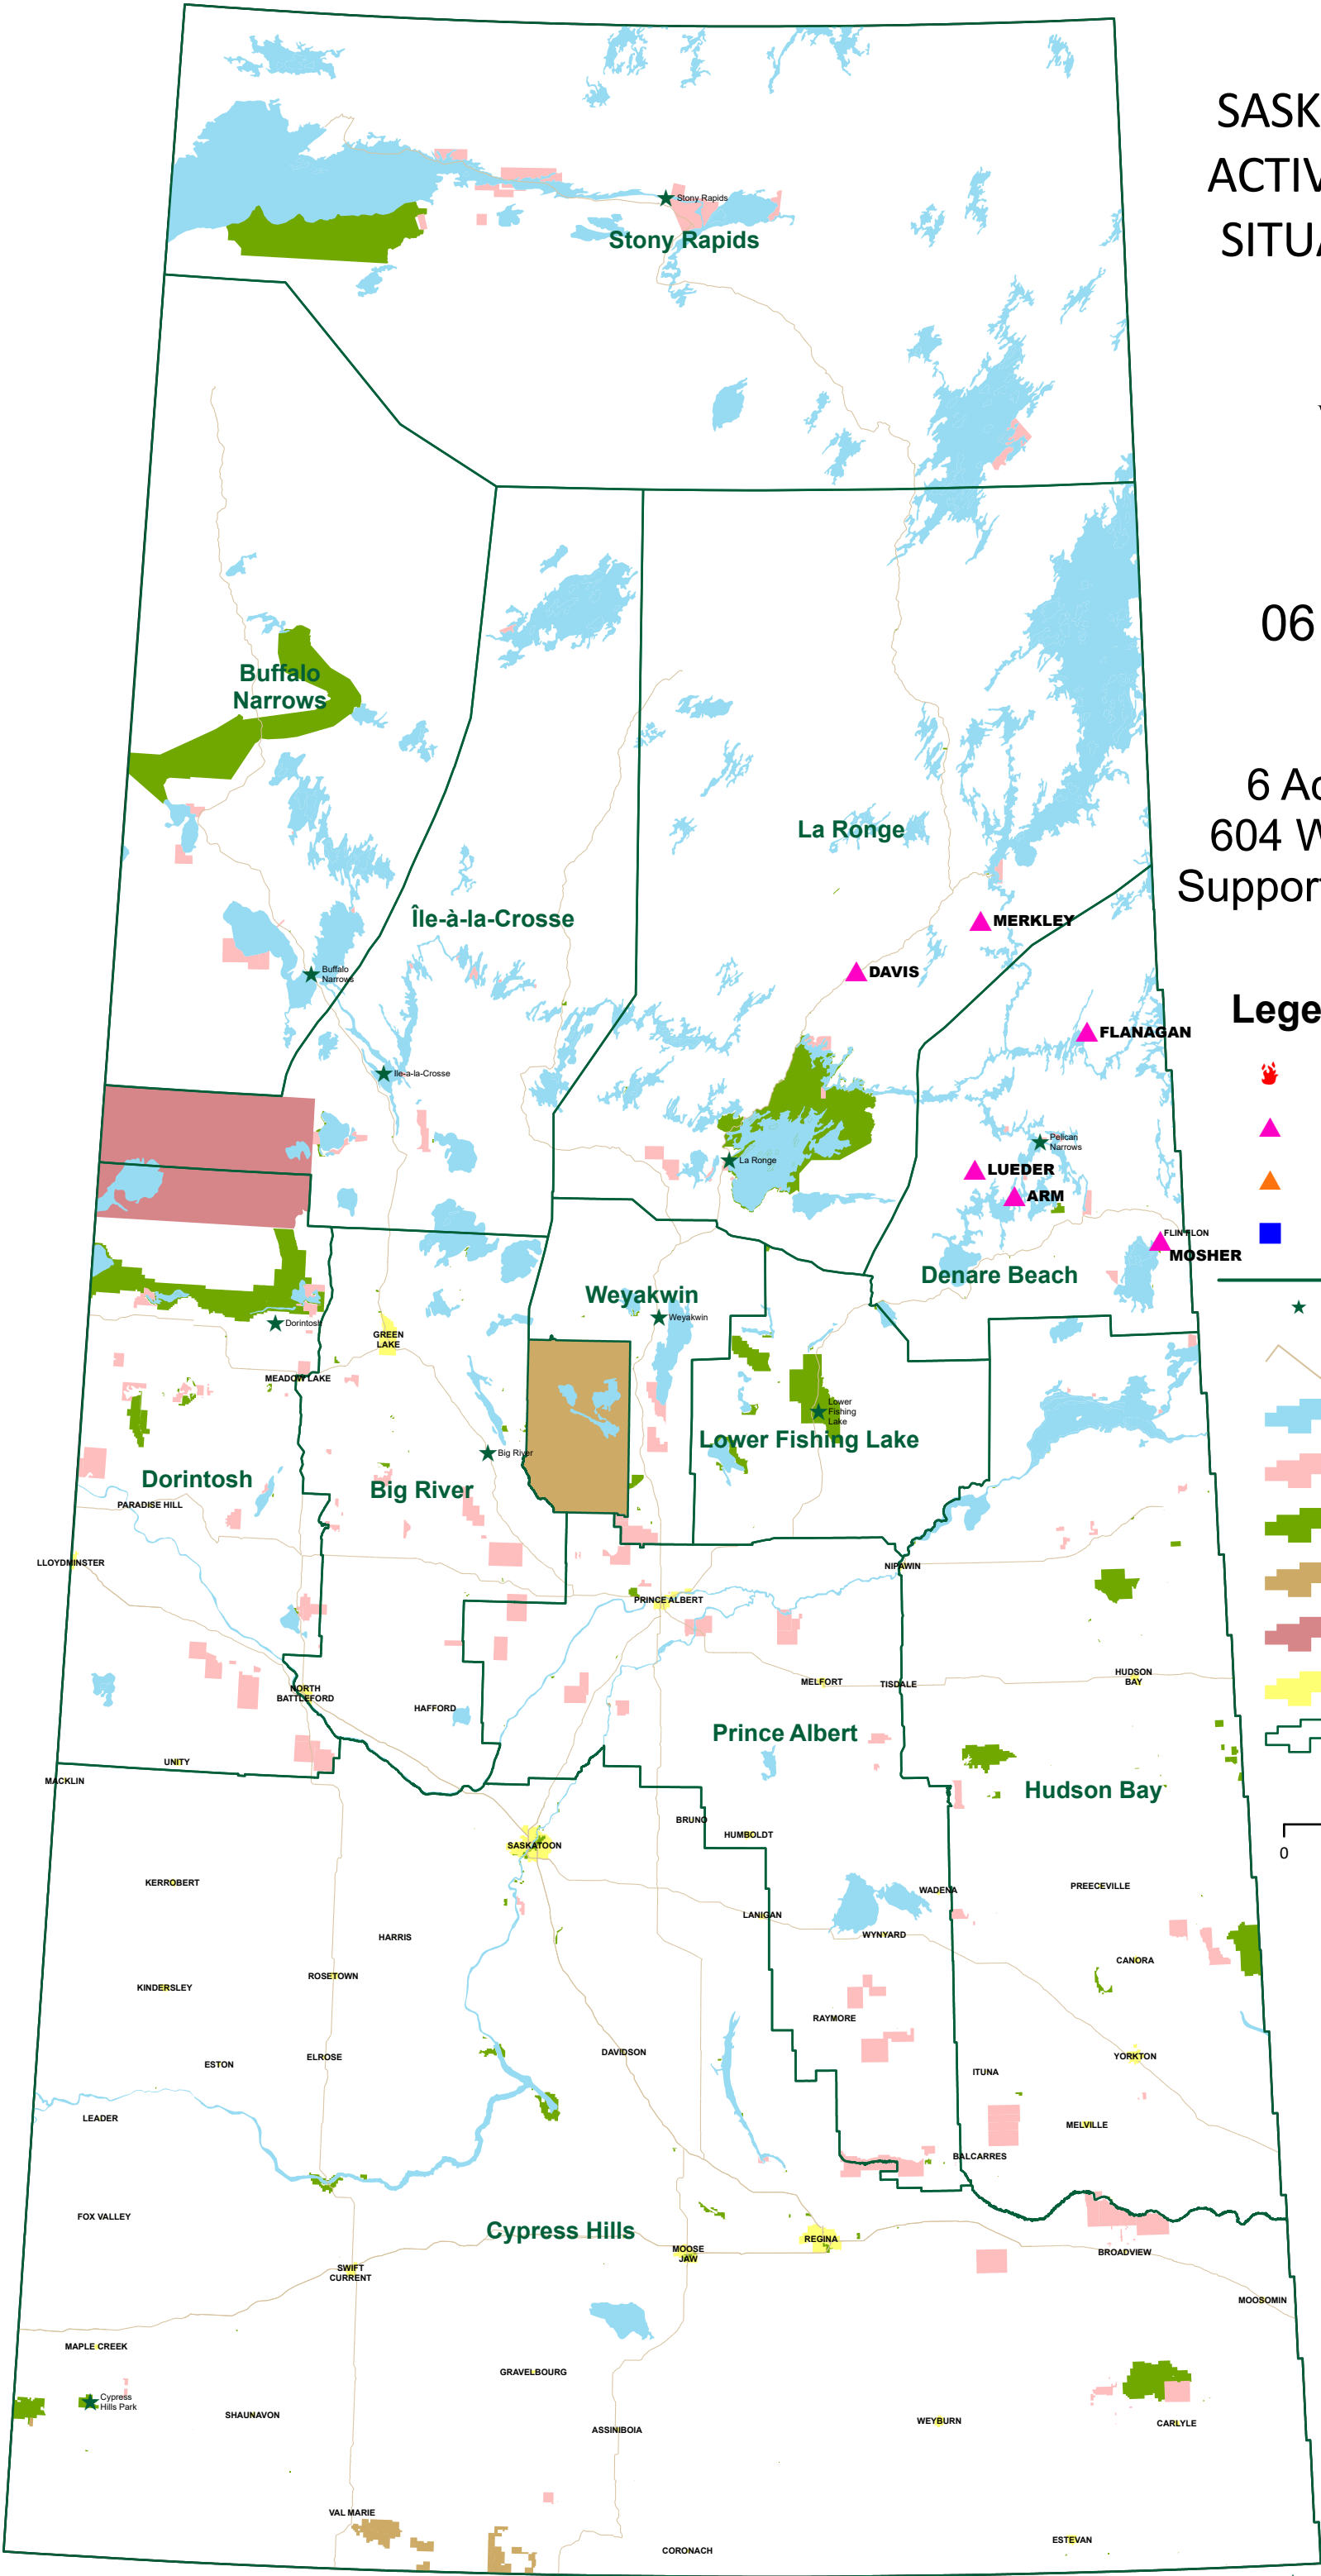 SASK
ACTIV
SITUA
06
6 Ac
604 W
Support
Lege
0
Stony Rapids
Stony Rapids
Buffalo
Narrows
La Ronge
Île-à-la-Crosse
MERKLEY
DAVIS
Buffalo
Narrows
FLANAGAN
Ile-a-la-Crosse
Pelican
Narrows
La Ronge
LUEDER
ARM
FLIN FLON
MOSHER
Denare Beach
Weyakwin
Weyakwin
Dorintosh
GREEN
LAKE
MEADOW LAKE
Lower
Fishing
Lake
Lower Fishing Lake
Big River
Dorintosh
Big River
PARADISE HILL
LLOYDMINSTER
NIPAWIN
PRINCE ALBERT
HUDSON
BAY
MELFORT
TISDALE
NORTH
BATTLEFORD
HAFFORD
Prince Albert
UNITY
MACKLIN
Hudson Bay
BRUNO
HUMBOLDT
SASKATOON
KERROBERT
PREECEVILLE
WADENA
LANIGAN
WYNYARD
HARRIS
CANORA
ROSETOWN
KINDERSLEY
RAYMORE
DAVIDSON
YORKTON
ELROSE
ESTON
ITUNA
LEADER
MELVILLE
BALCARRES
FOX VALLEY
Cypress Hills
REGINA
MOOSE
JAW
BROADVIEW
SWIFT
CURRENT
MOOSOMIN
MAPLE CREEK
GRAVELBOURG
Cypress
Hills Park
SHAUNAVON
WEYBURN
CARLYLE
ASSINIBOIA
VAL MARIE
ESTEVAN
CORONACH